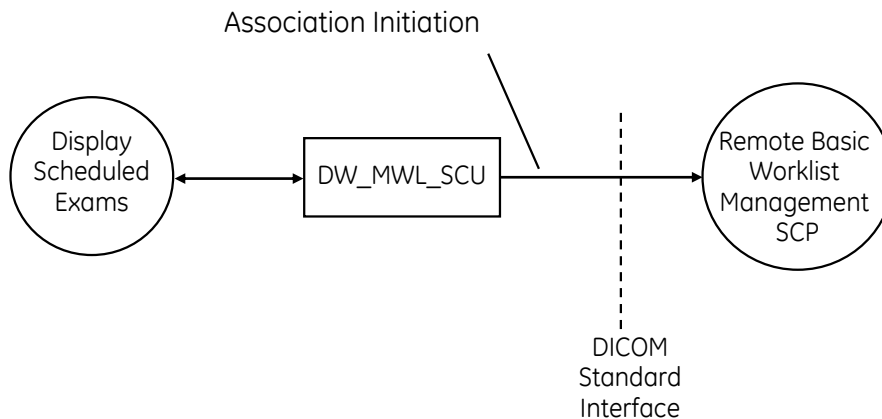 Association Initiation
Display
Scheduled
Exams
DW_MWL_SCU
Remote Basic
Worklist
Management
SCP
DICOM
Standard
Interface